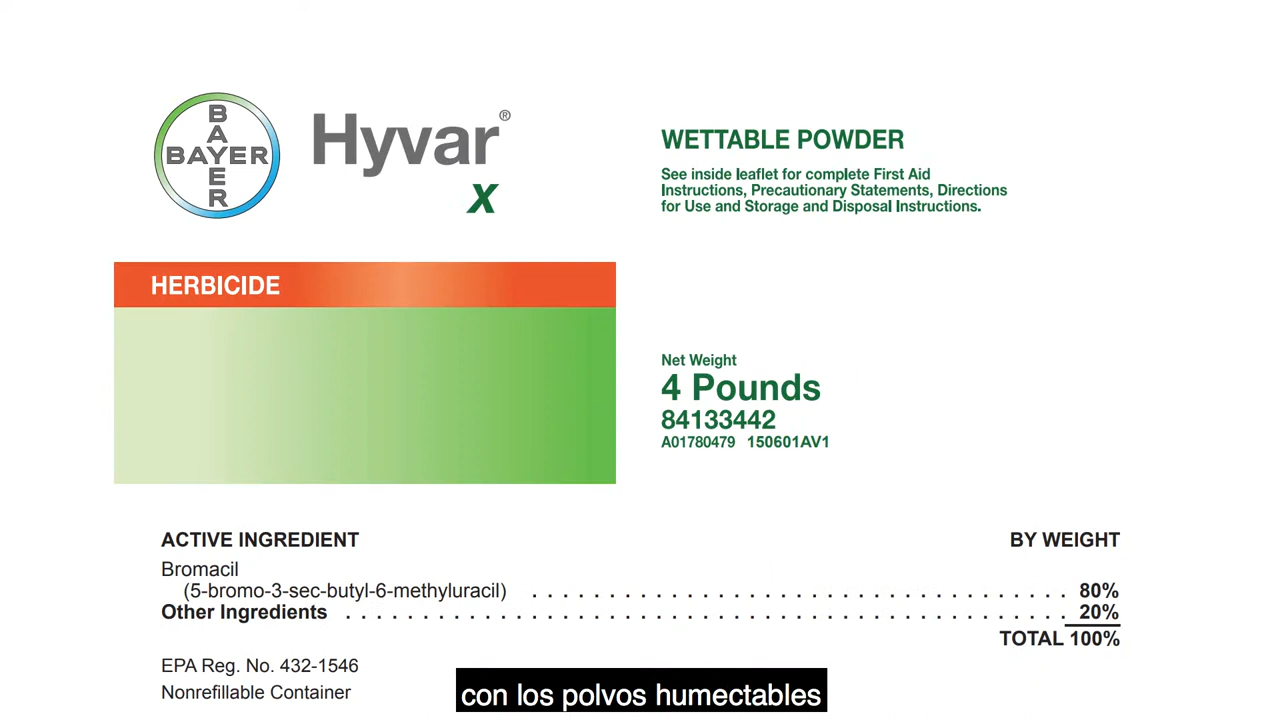 BAYER
BAYER
Hyvar®
X
WETTABLE POWDER
See inside leaflet for complete First Aid
Instructions, Precautionary Statements, Directions
for Use and Storage and Disposal Instructions.
HERBICIDE
Net Weight
4 Pounds
84133442
A01780479 150601AV1
ACTIVE INGREDIENT BY WEIGHT
Bromacil
(5-bromo-3-sec-butyl-6-methyluracil) . . . . . . . . . . . . . . . . . . . . . . . . . . . . . . . . . . . 80%
Other Ingredients . . . . . . . . . . . . . . . . . . . . . . . . . . . . . . . . . . . . . . . . . . . . . . . 20%
TOTAL 100%
EPA Reg. No. 432-1546
Nonrefillable Container
con los polvos humectables